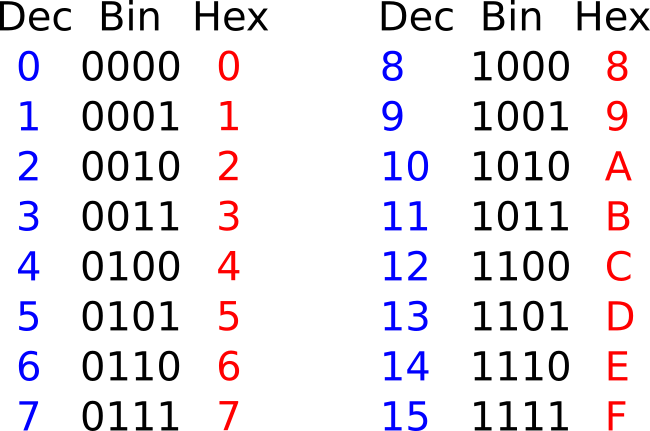 Dec Bin Hex Dec Bin Hex
0 0000 0 8 1000 8
1 0001 1 9 1001 9
2 0010 2 10 1010 A
3 0011 3 11 1011 B
4 0100 4 12 1100 C
5 0101 5 13 1101 D
6 0110 6 14 1110 E
7 0111 7 15 1111 F